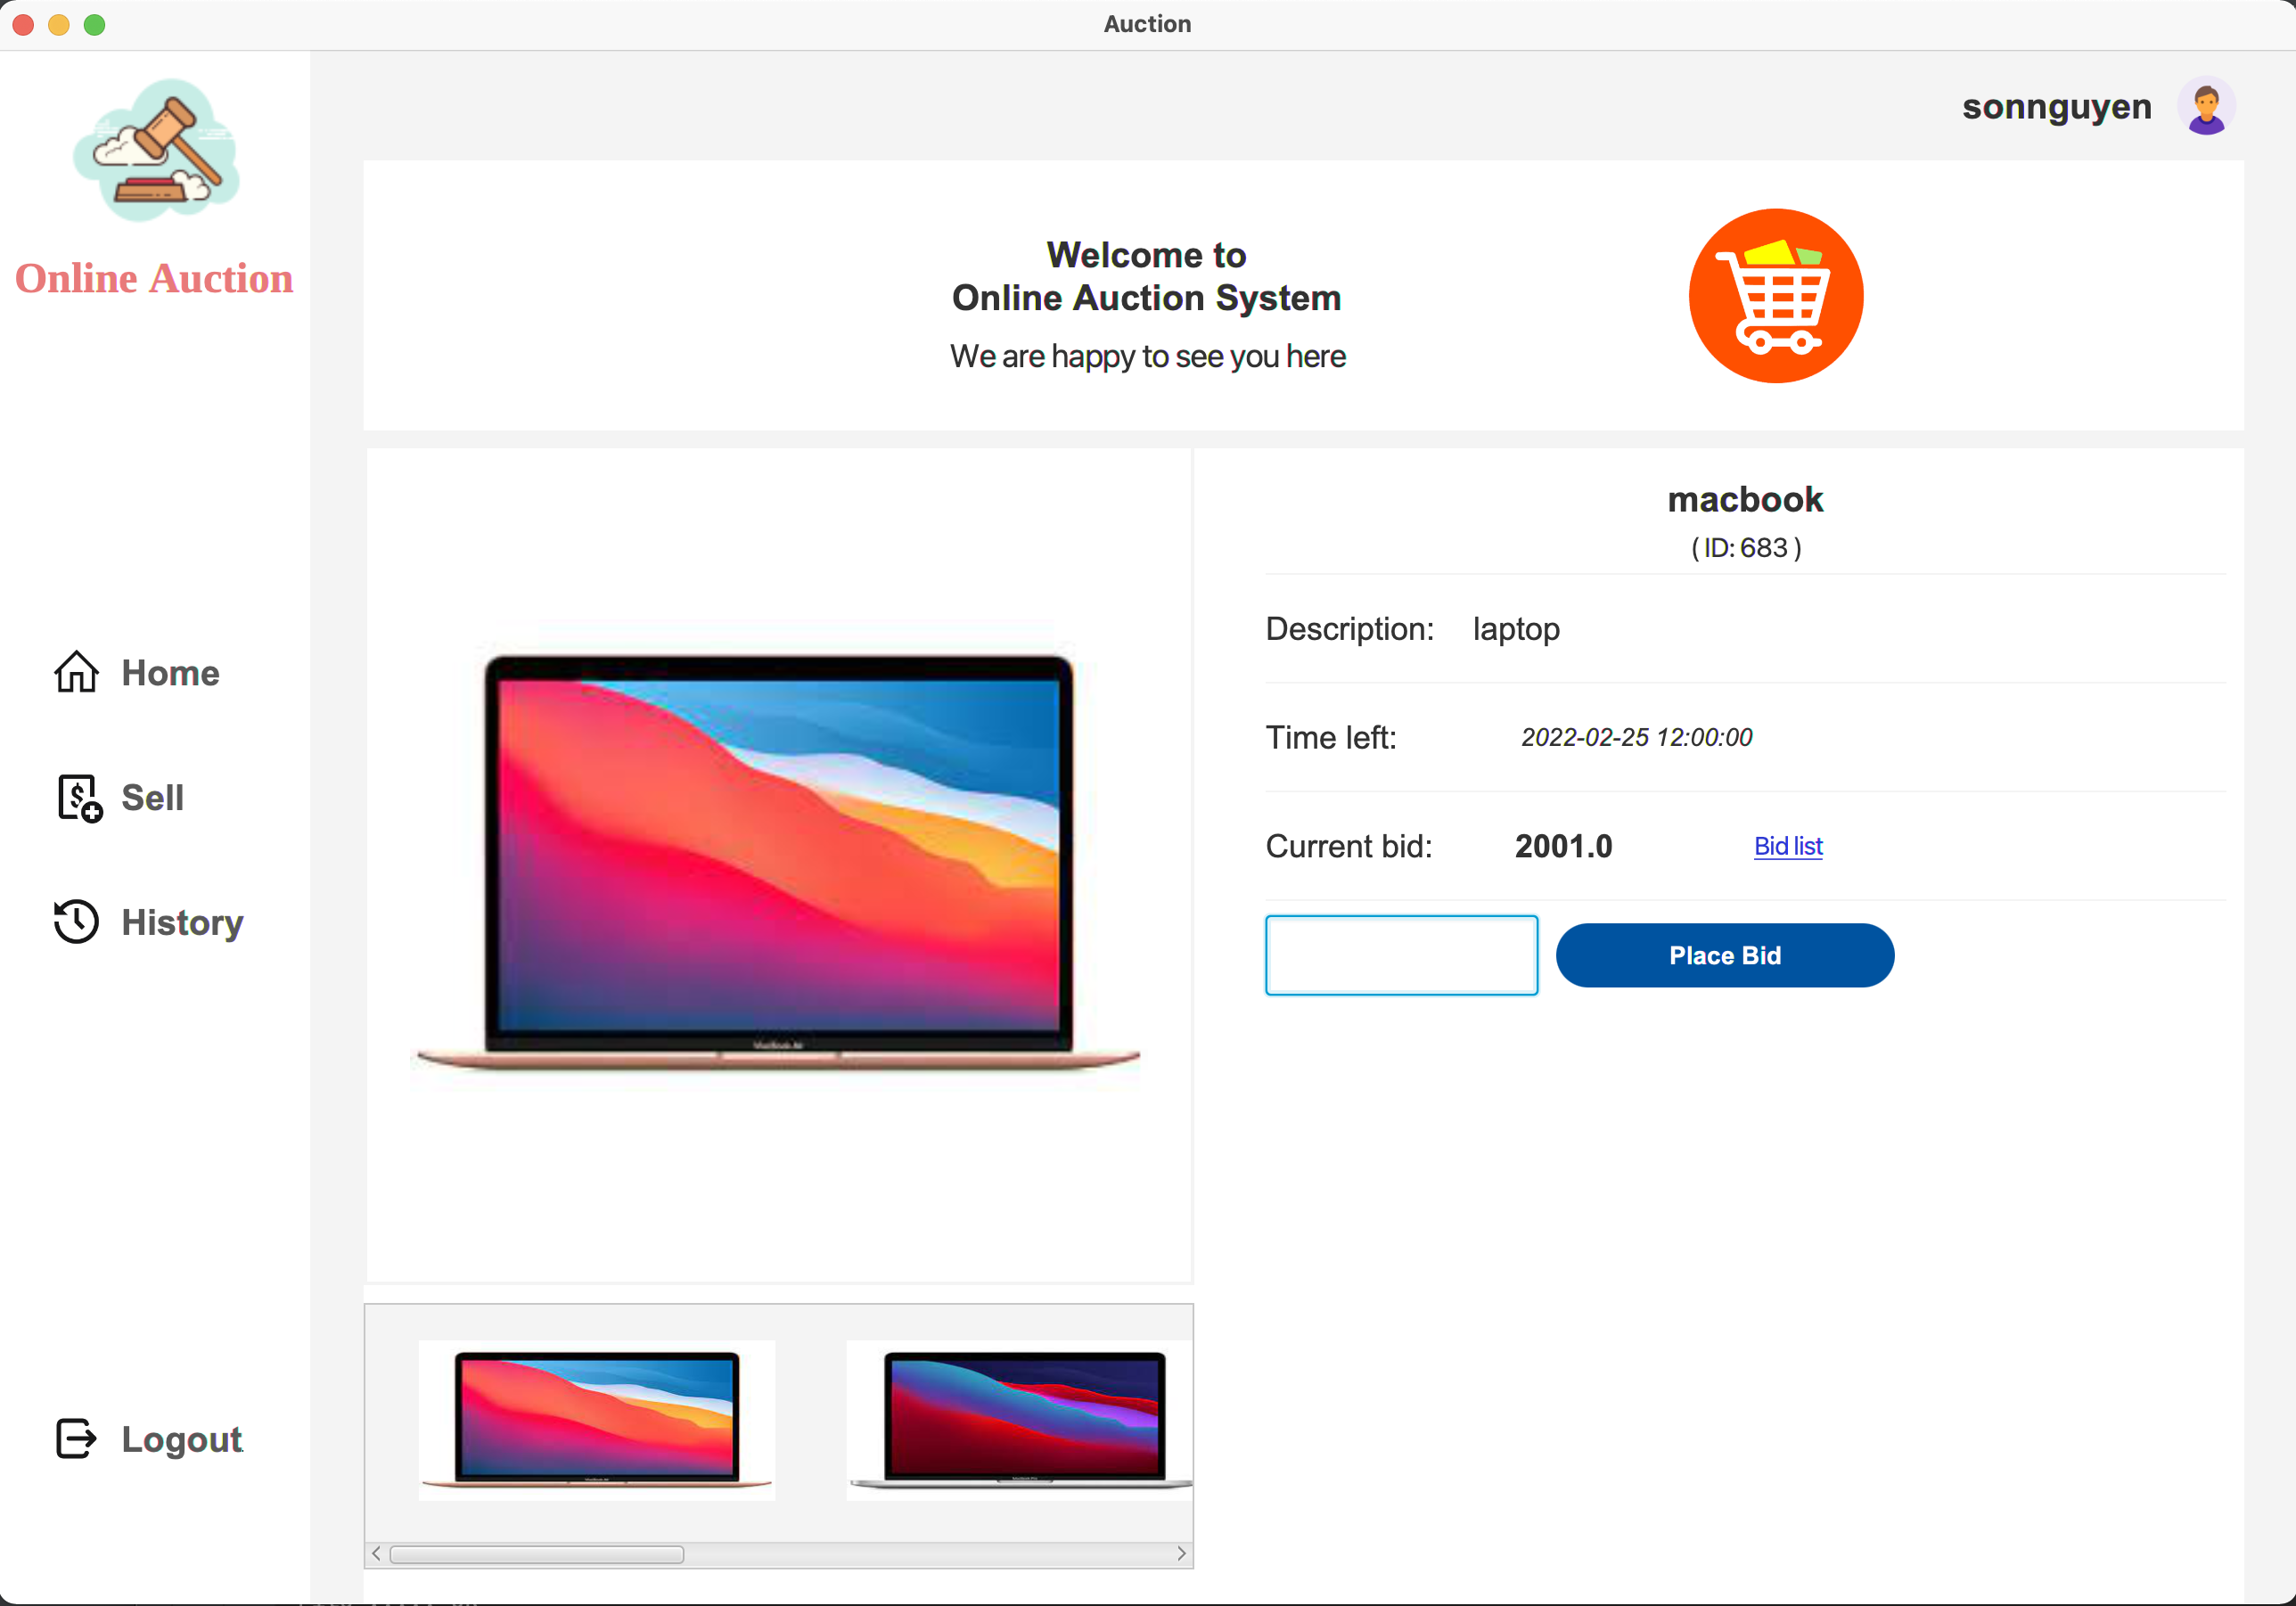 Auction
sonnguyen
Online Auction
Welcome to
Online Auction System
We are happy to see you here
macbook
( ID: 683 )
Description: laptop
Time left: 2022-02-25 12:00:00
Current bid: 2001.0 Bid list
Place Bid
Home
Sell
History
Logout
MacBook Air